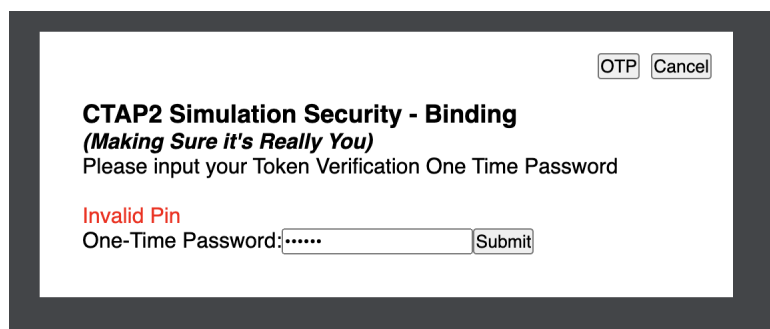 OTP Cancel
CTAP2 Simulation Security - Binding
(Making Sure it's Really You)
Please input your Token Verification One Time Password
Invalid Pin
One-Time Password: •••••• Submit